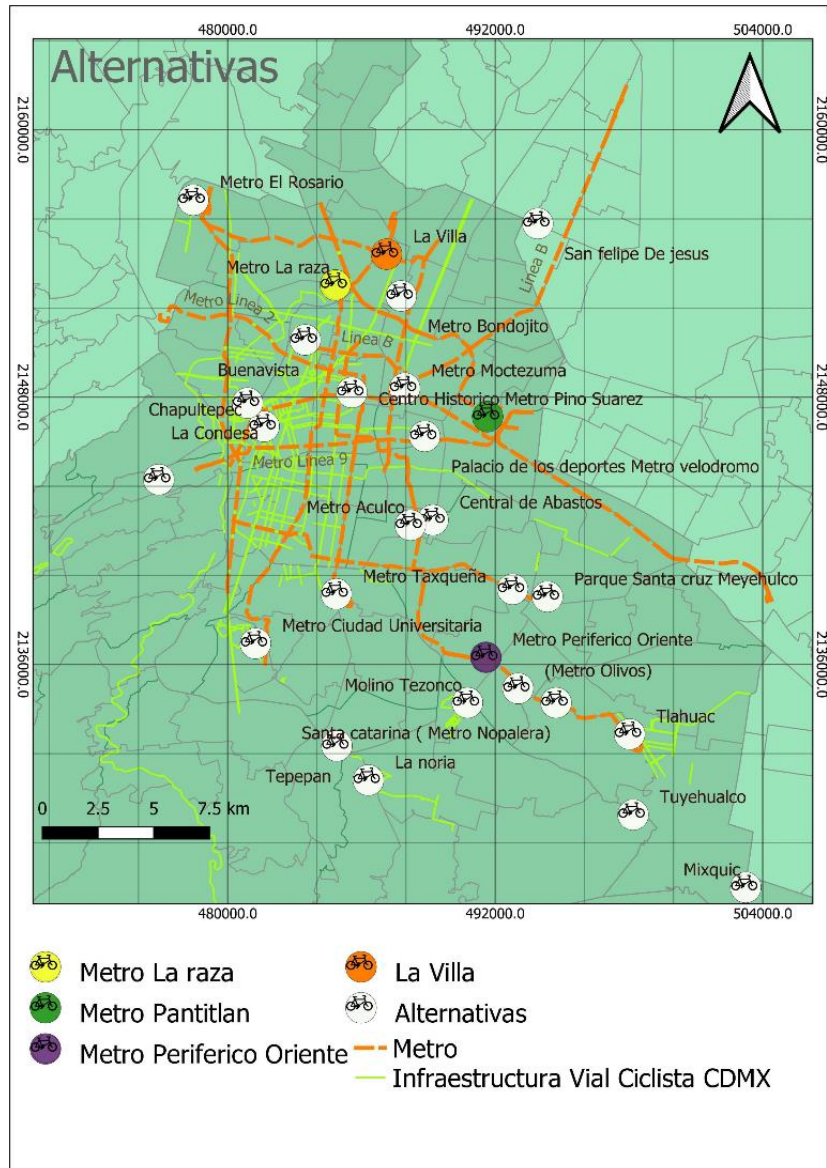 480000.0 492000.0 504000.0
Alternativas
2160000.0 2160000.0
Metro El Rosario
La Villa
San felipe De jesus
Metro La raza
Linea B
Metro Linea 2
Metro Bondojito
Linea B
Buenavista
Metro Moctezuma
2148000.0 2148000.0
Centro Historico Metro Pino Suarez
Chapultepec
La Condesa
Metro Linea 9
Palacio de los deportes Metro velodromo
Metro Aculco
Central de Abastos
Metro Taxqueña
Parque Santa cruz Meyehulco
Metro Ciudad Universitaria
Metro Periferico Oriente
2136000.0 2136000.0
(Metro Olivos)
Molino Tezonco
Tlahuac
Santa catarina ( Metro Nopalera)
La noria
Tepepan
Tuyehualco
0 2.5 5 7.5 km
Mixquic
480000.0 492000.0 504000.0
Metro La raza
La Villa
Metro Pantitlan
Alternativas
Metro Periferico Oriente
Metro
Infraestructura Vial Ciclista CDMX